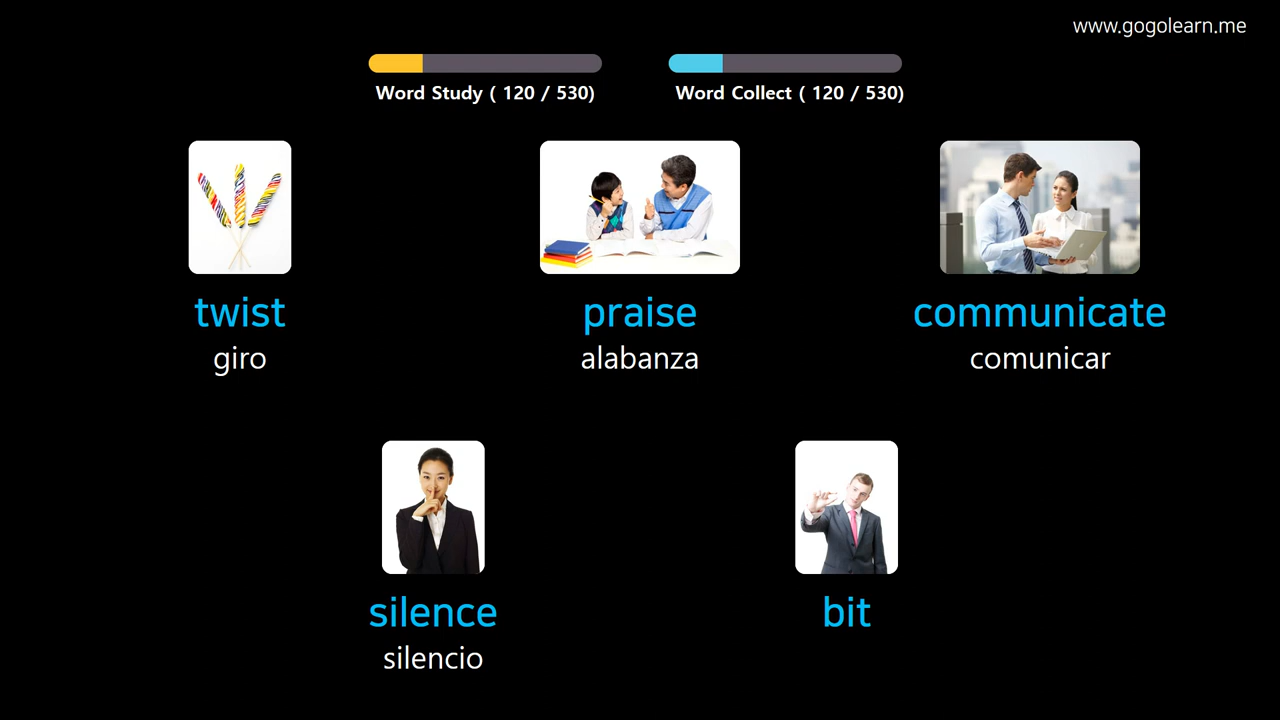 www.gogolearn.me
Word Study ( 120 / 530)
Word Collect ( 120 / 530)
twist
giro
praise
alabanza
communicate
comunicar
silence
silencio
bit